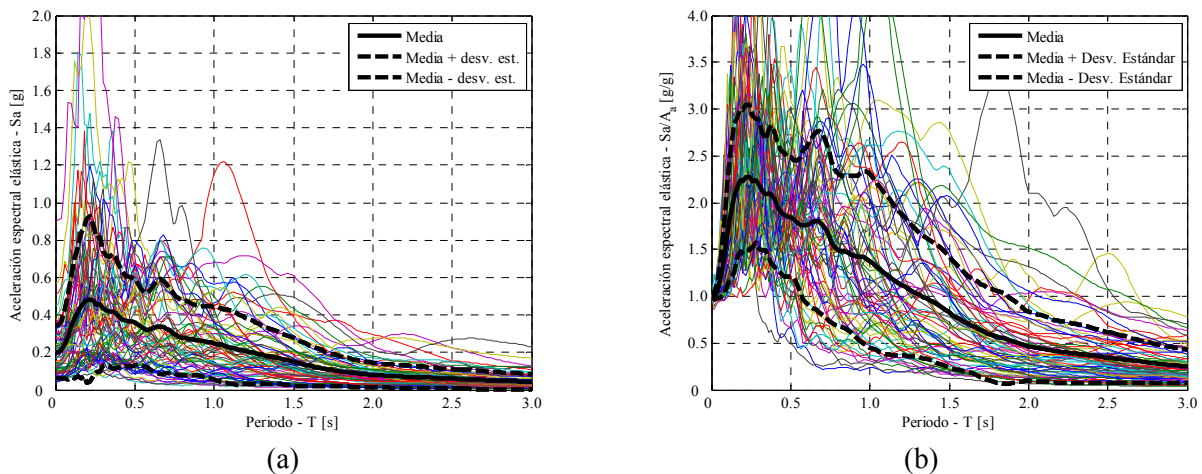 Aceleración espectral elástica - Sa [g]
2.0
1.8
1.6
1.4
1.2
1.0
0.8
0.6
0.4
0.2
0
0
0.5
1.0
1.5
2.0
2.5
3.0
Periodo - T [s]
Media
Media + desv. est.
Media - desv. est.
(a)
Aceleración espectral elástica - Sa/Aa [g/g]
4.0
3.5
3.0
2.5
2.0
1.5
1.0
0.5
0
0
0.5
1.0
1.5
2.0
2.5
3.0
Periodo - T [s]
Media
Media + Desv. Estándar
Media - Desv. Estándar
(b)